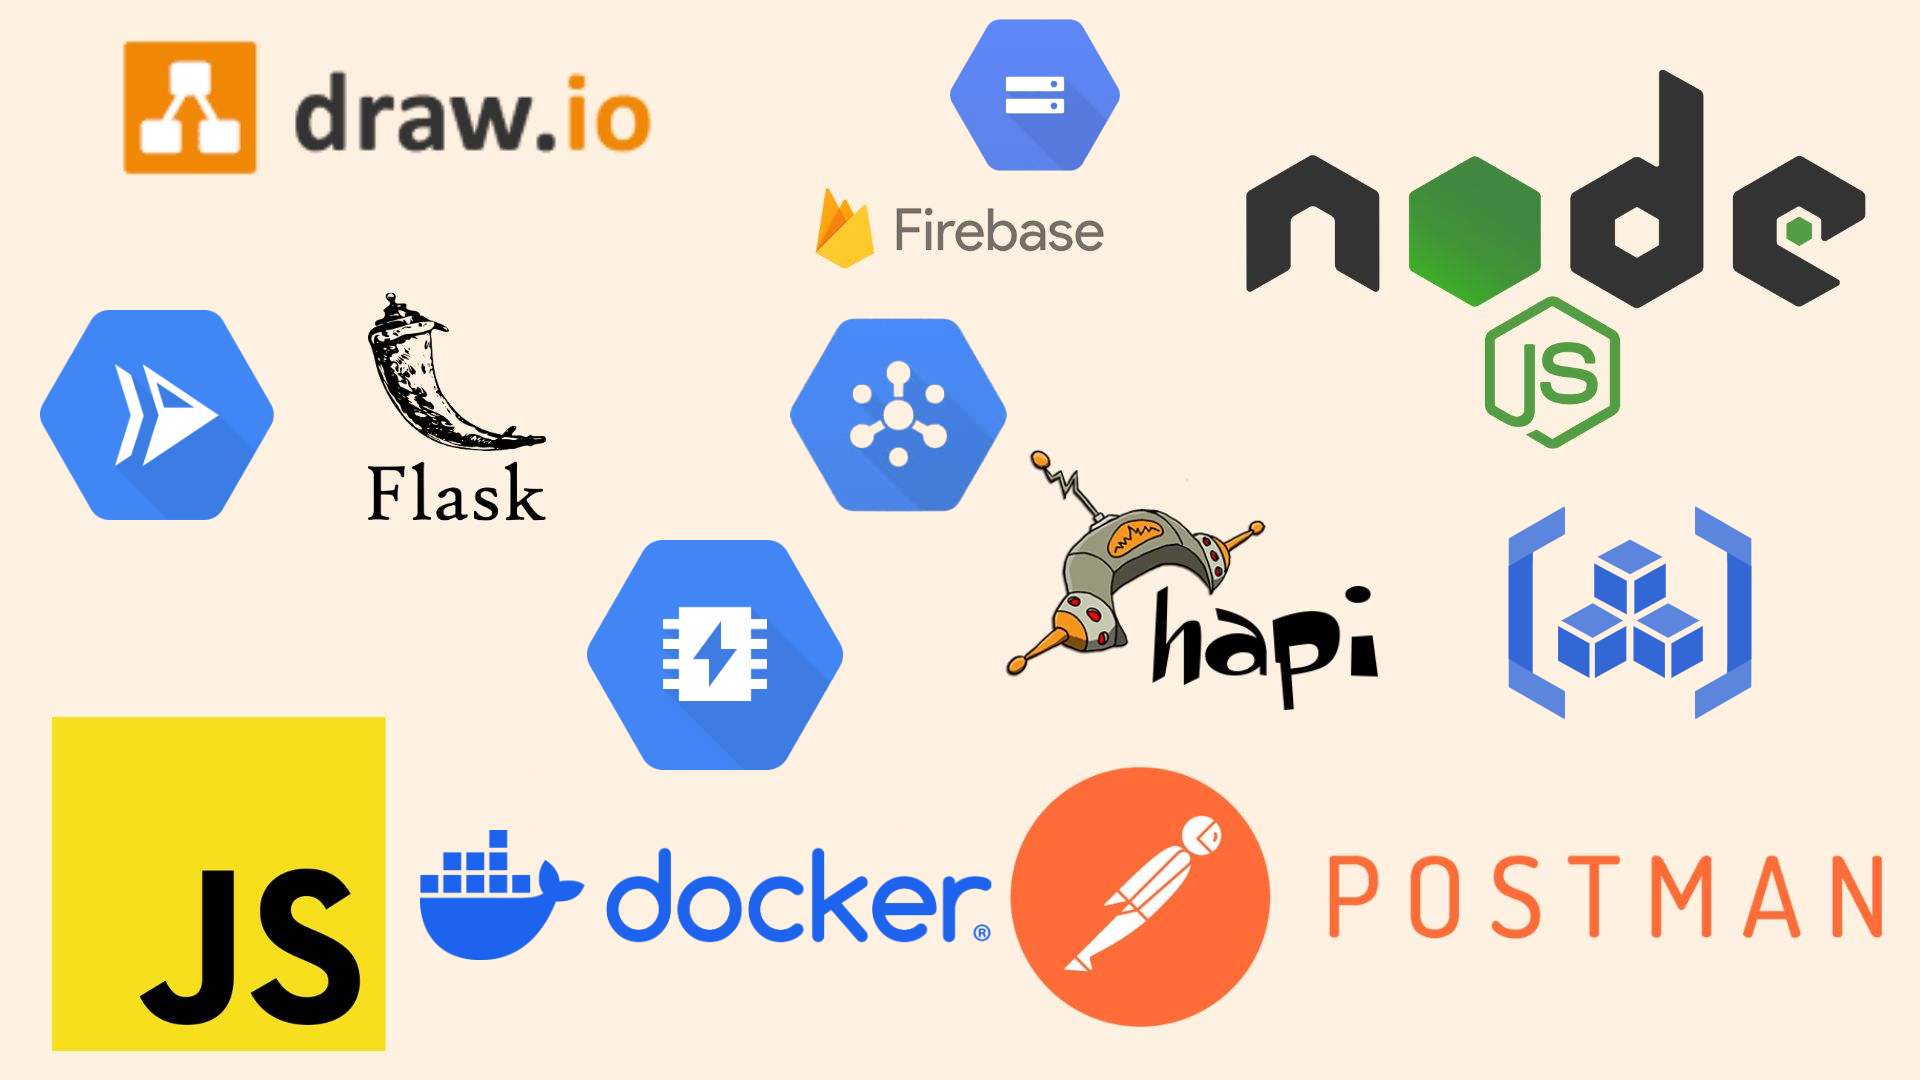 draw.io
Firebase
node
JS
Flask
hapi
JS
docker®
POSTMAN